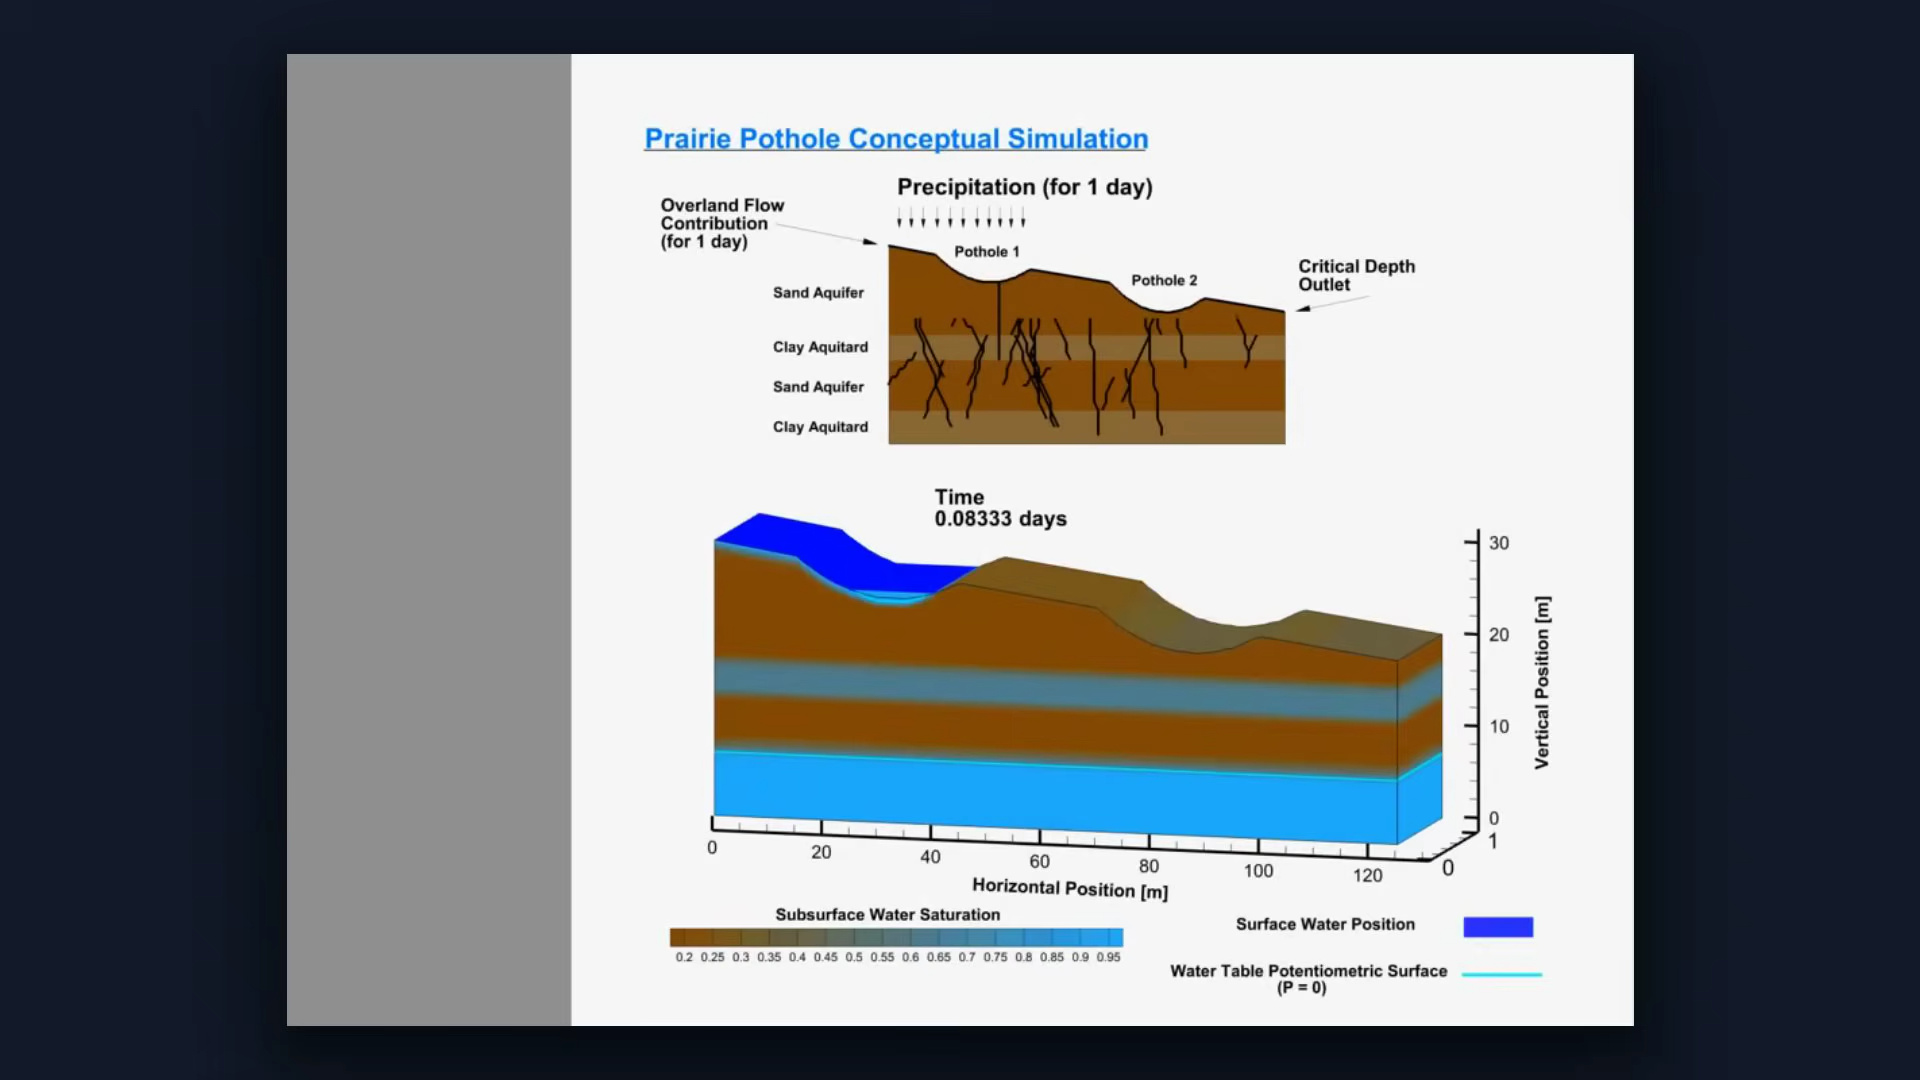 Prairie Pothole Conceptual Simulation
Precipitation (for 1 day)
Overland Flow
Contribution
(for 1 day)
Pothole 1
Pothole 2
Critical Depth
Outlet
Sand Aquifer
Clay Aquitard
Sand Aquifer
Clay Aquitard
Time
0.08333 days
30
20
10
0
Vertical Position [m]
1
0
0 20 40 60 80 100 120
Horizontal Position [m]
Subsurface Water Saturation
0.2 0.25 0.3 0.35 0.4 0.45 0.5 0.55 0.6 0.65 0.7 0.75 0.8 0.85 0.9 0.95
Surface Water Position
Water Table Potentiometric Surface
(P = 0)